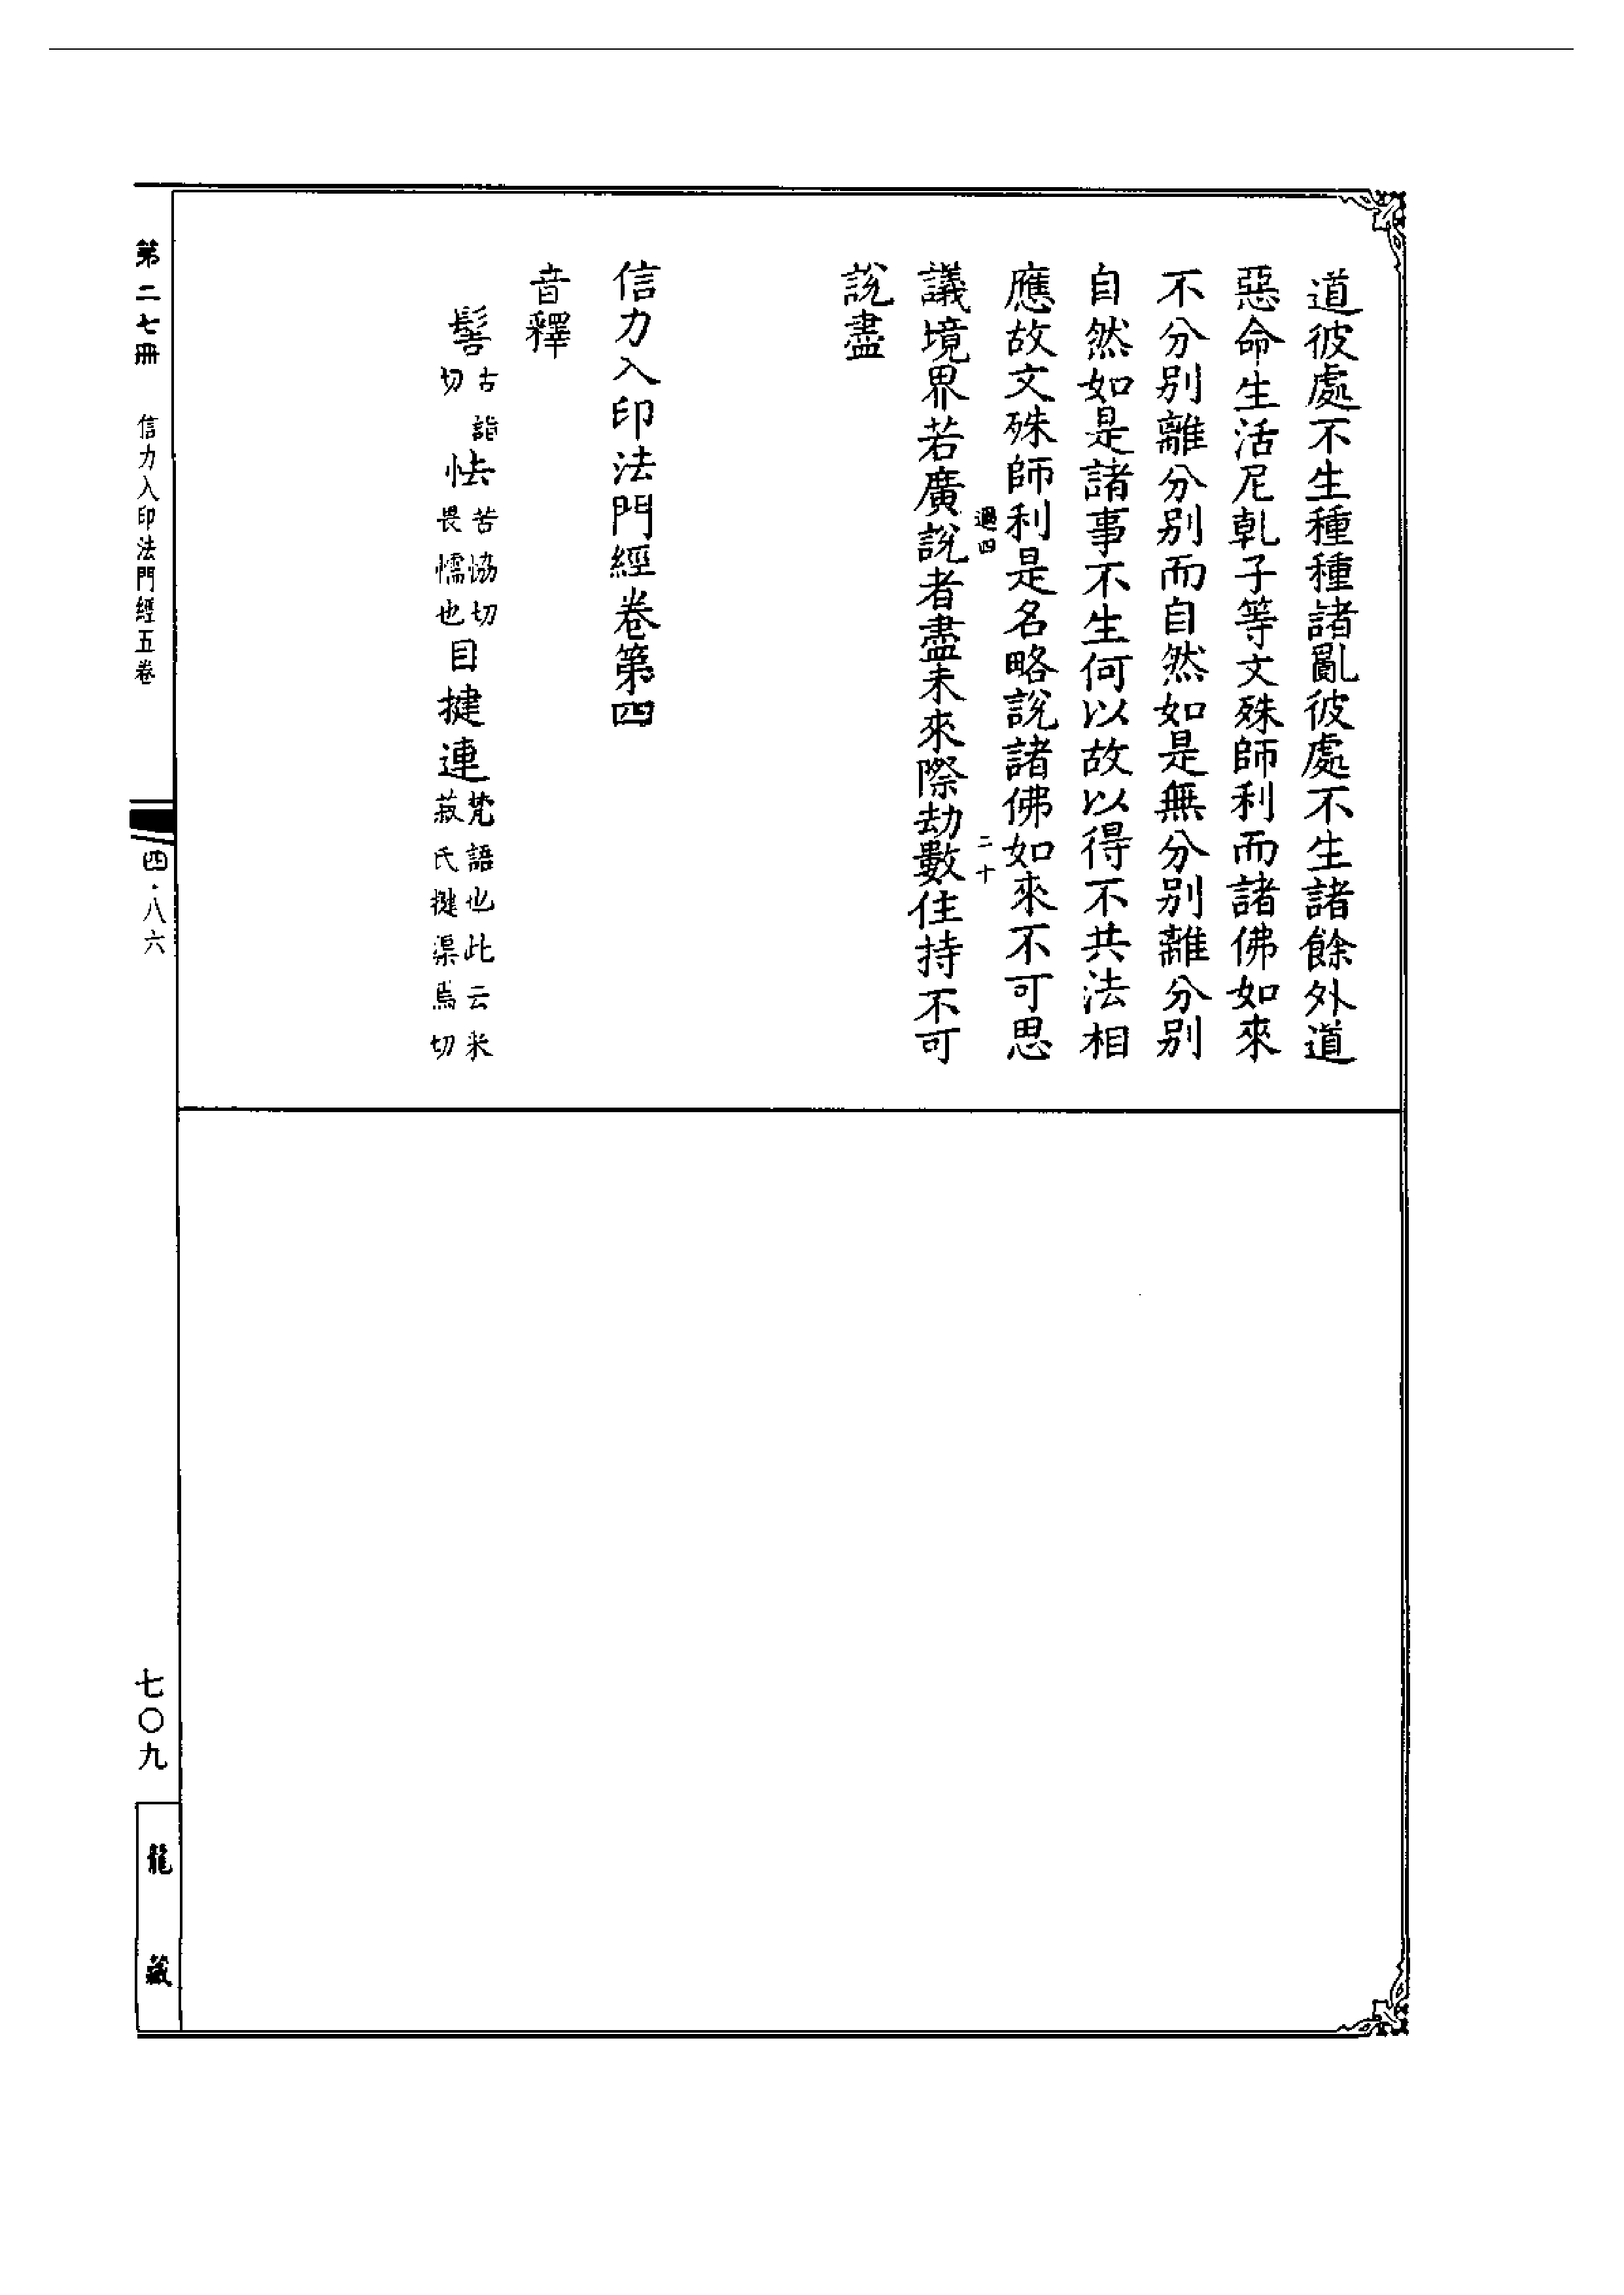 道彼處不生種種諸亂彼處不生諸餘外道
惡命生活尼乹子等文殊師利而諸佛如來
不分别離分别而自然如是無分别離分别
自然如是諸事不生何以故以得不共法相
應故文殊師利是名略說諸佛如來不可思
過四 二十
議境界若廣說者盡未來際劫數住持不可
說盡
信力入印法門經卷第四
音釋
髻古詣切 怯苦協切畏懦也 目揵連梵語也此云采菽氏揵渠焉切
第二七冊 信力入印法門經五卷 四·八六 七〇九 龍藏